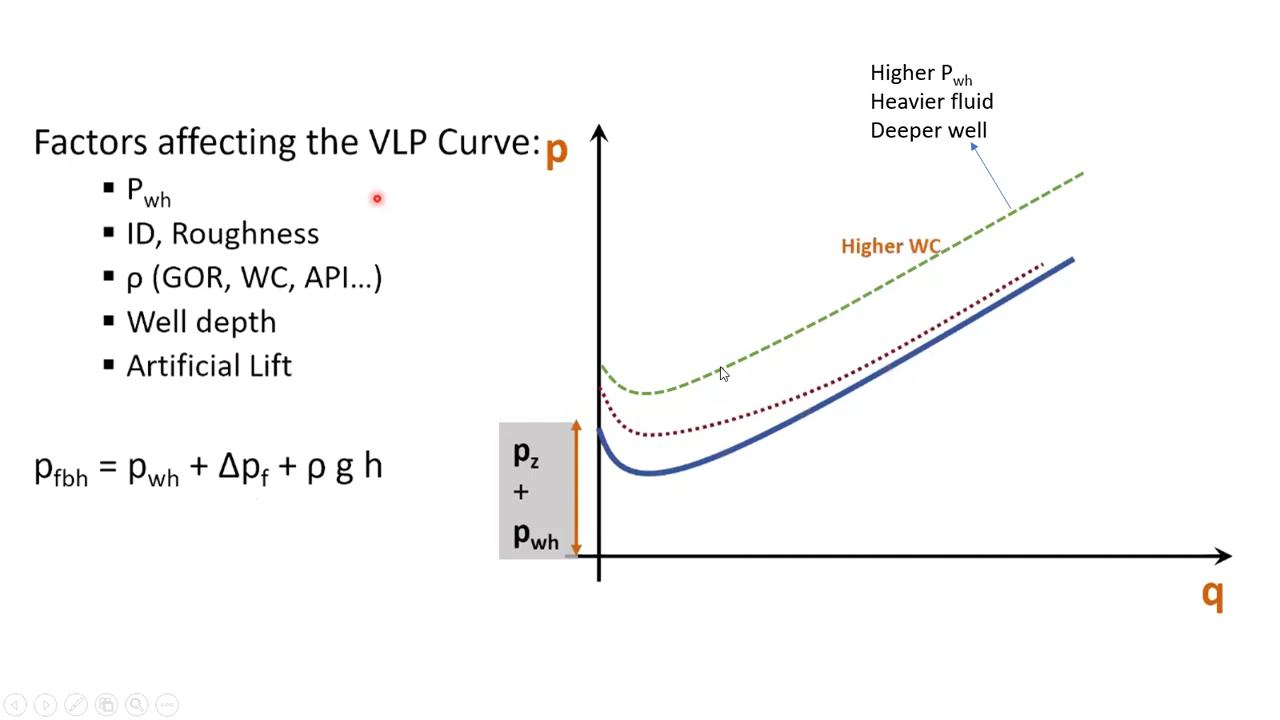 Factors affecting the VLP Curve:
▪ Pwh
▪ ID, Roughness
▪ ρ (GOR, WC, API...)
▪ Well depth
▪ Artificial Lift
pfbh = pwh + Δpf + ρ g h
p
Higher Pwh
Heavier fluid
Deeper well
Higher WC
pz
+
pwh
q